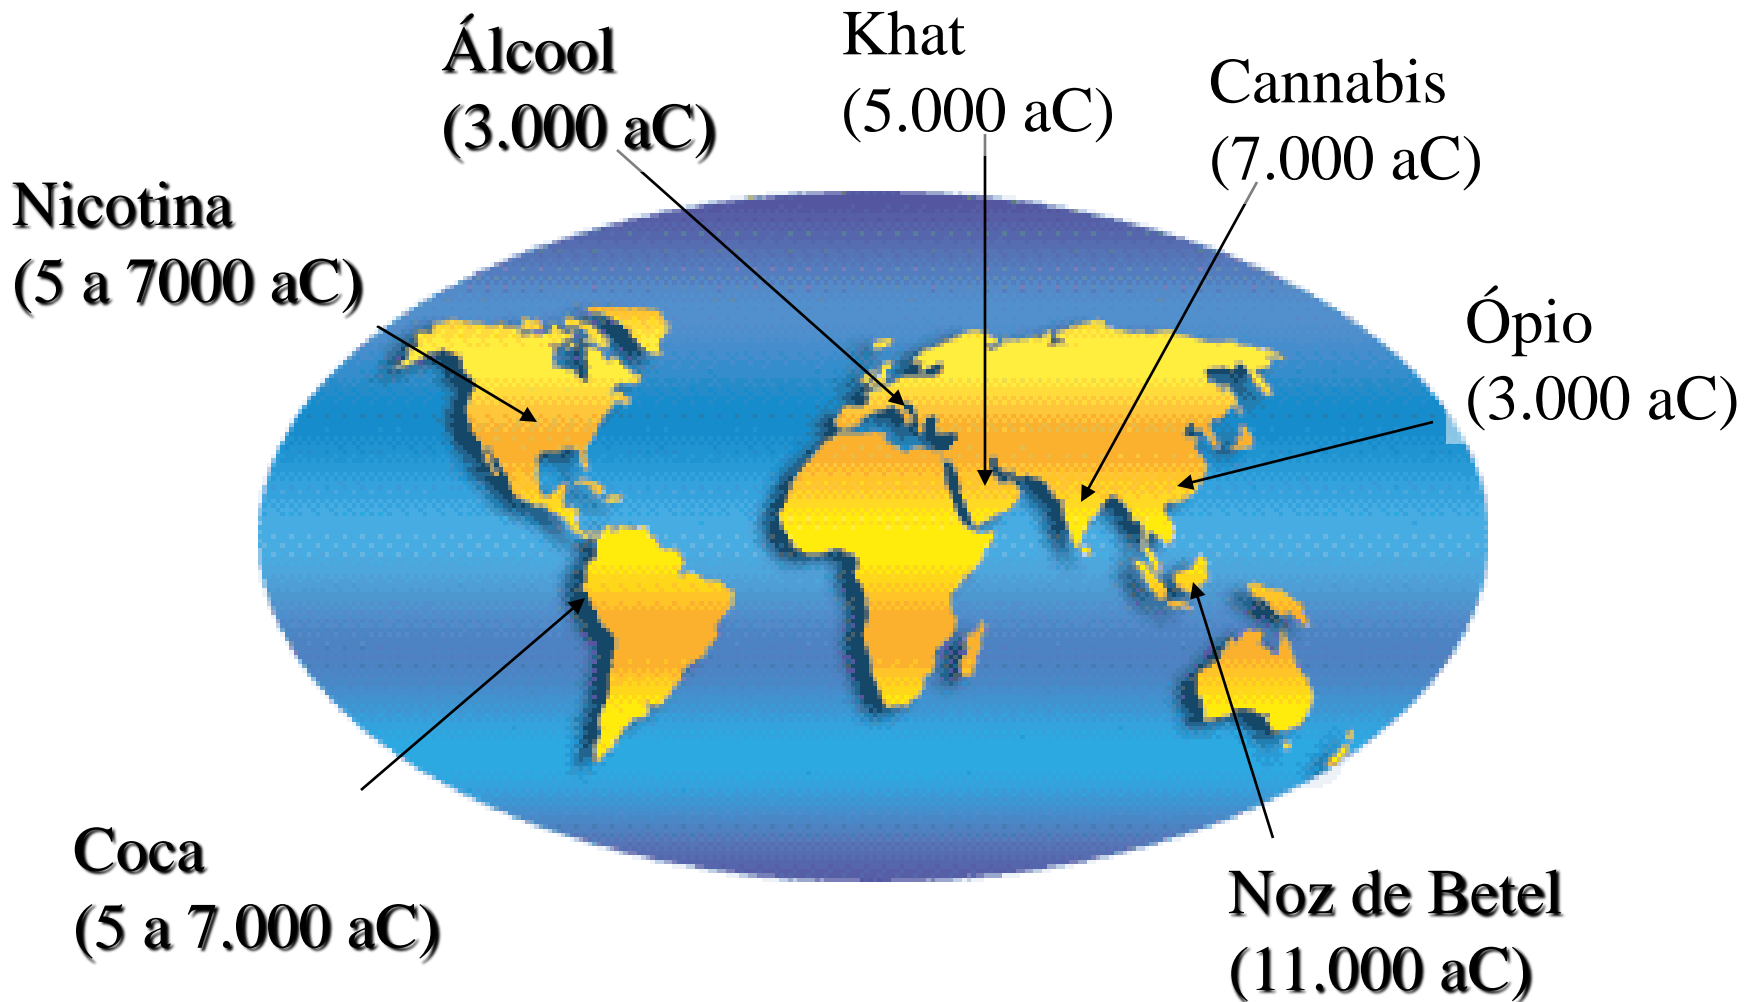 Álcool
(3.000 aC)
Khat
(5.000 aC)
Cannabis
(7.000 aC)
Nicotina
(5 a 7000 aC)
Ópio
(3.000 aC)
Coca
(5 a 7.000 aC)
Noz de Betel
(11.000 aC)